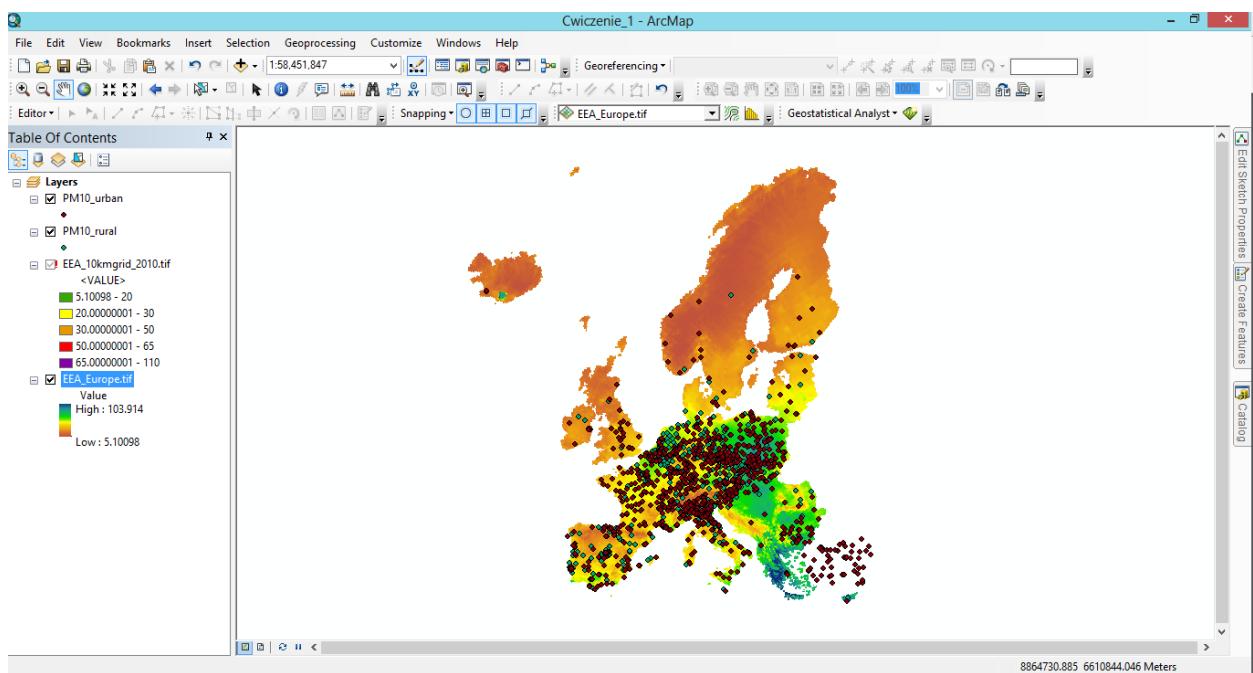 Cwiczenie_1 - ArcMap
File Edit View Bookmarks Insert Selection Geoprocessing Customize Windows Help
1:58,451,847 Georeferencing
100%
Editor Snapping EEA_Europe.tif Geostatistical Analyst
Table Of Contents
Layers
PM10_urban
PM10_rural
EEA_10kmgrid_2010.tif
<VALUE>
5.10098 - 20
20.00000001 - 30
30.00000001 - 50
50.00000001 - 65
65.00000001 - 110
EEA_Europe.tif
Value
High : 103.914
Low : 5.10098
Edit Sketch Properties
Create Features
Catalog
8864730.885 6610844.046 Meters